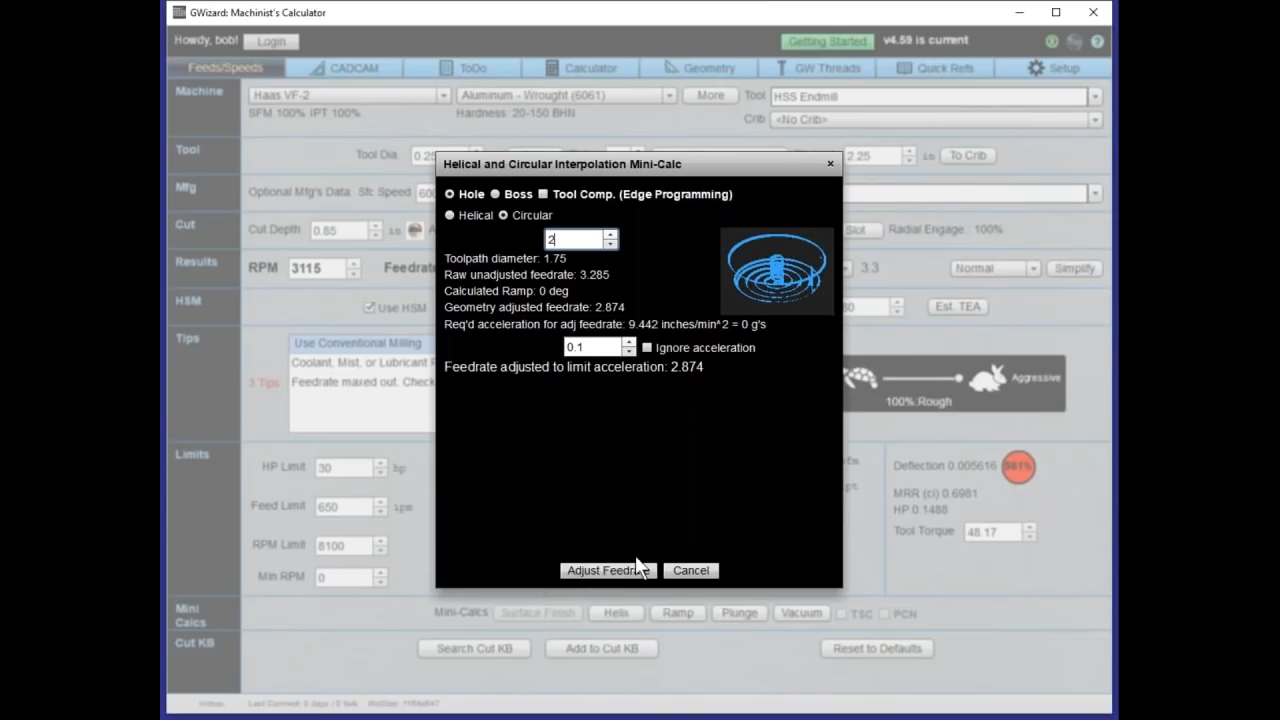 GWizard: Machinist's Calculator
Howdy, bob! Login Getting Started v4.59 is current
Feeds/Speeds CADCAM ToDo Calculator Geometry GW Threads Quick Refs Setup
Machine Haas VF-2 Aluminum - Wrought (6061) More Tool HSS Endmill
SFM 100% IPT 100% Hardness: 20-150 BHN Crib <No Crib>
Tool Tool Dia 0.25 2.25 in To Crib
Helical and Circular Interpolation Mini-Calc ×
Mfg Optional Mfg's Data: Sfc Speed
Hole Boss Tool Comp. (Edge Programming)
Helical Circular
Cut Cut Depth 0.85 in Slot Radial Engage.: 100%
2
Toolpath diameter: 1.75
Results RPM 3115 Feedrate 3.3 Normal Simplify
Raw unadjusted feedrate: 3.285
Calculated Ramp: 0 deg
HSM Use HSM Est. TEA
Geometry adjusted feedrate: 2.874
Req'd acceleration for adj feedrate: 9.442 inches/min^2 = 0 g's
0.1 Ignore acceleration
Feedrate adjusted to limit acceleration: 2.874
Tips Use Conventional Milling
Coolant, Mist, or Lubricant
3 Tips Feedrate maxed out. Check
Aggressive
100%:Rough
Limits HP Limit 30 hp
Feed Limit 650 ipm
RPM Limit 8100
Min RPM 0
Deflection 0.005616
MRR (ci) 0.6981
HP 0.1488
Tool Torque 48.17
Adjust Feedrate Cancel
Mini Calcs Mini-Calcs Surface Finish Helix Ramp Plunge Vacuum TSC PCN
Cut KB Search Cut KB Add to Cut KB Reset to Defaults